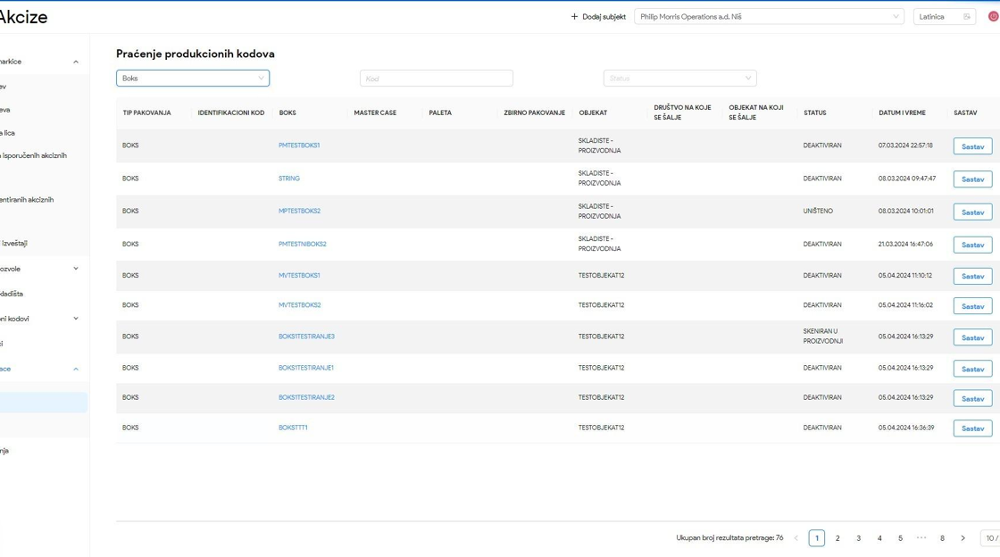 Akcize
Dodaj subjekt
Philip Morris Operations a.d. Niš
Latinica
Praćenje produkcionih kodova
Boks
Kod
Status
ev
eva
a lica
isporučenih akciznih
entiranih akciznih
izveštaji
ozvole
kladišta
ni kodovi
ci
ace
nja
TIP PAKOVANJA IDENTIFIKACIONI KOD BOKS MASTER CASE PALETA ZBIRNO PAKOVANJE OBJEKAT DRUŠTVO NA KOJE SE ŠALJE OBJEKAT NA KOJI SE ŠALJE STATUS DATUM I VREME SASTAV
BOKS PMTESTBOKS1 SKLADISTE - PROIZVODNJA DEAKTIVIRAN 07.03.2024 22:57:18 Sastav
BOKS STRING SKLADISTE - PROIZVODNJA DEAKTIVIRAN 08.03.2024 09:47:47 Sastav
BOKS MPTESTBOKS2 SKLADISTE - PROIZVODNJA UNIŠTENO 08.03.2024 10:01:01 Sastav
BOKS PMTESTNIBOKS2 SKLADISTE - PROIZVODNJA DEAKTIVIRAN 21.03.2024 16:47:06 Sastav
BOKS MVTESTBOKS1 TESTOBJEKAT12 DEAKTIVIRAN 05.04.2024 11:10:12 Sastav
BOKS MVTESTBOKS2 TESTOBJEKAT12 DEAKTIVIRAN 05.04.2024 11:16:02 Sastav
BOKS BOKS1TESTIRANJE3 TESTOBJEKAT12 SKENIRAN U PROIZVODNJI 05.04.2024 16:13:29 Sastav
BOKS BOKS1TESTIRANJE1 TESTOBJEKAT12 DEAKTIVIRAN 05.04.2024 16:13:29 Sastav
BOKS BOKS1TESTIRANJE2 TESTOBJEKAT12 DEAKTIVIRAN 05.04.2024 16:13:29 Sastav
BOKS BOKSTTT1 TESTOBJEKAT12 DEAKTIVIRAN 05.04.2024 16:36:39 Sastav
Ukupan broj rezultata pretrage: 76 1 2 3 4 5 ••• 8 10 /